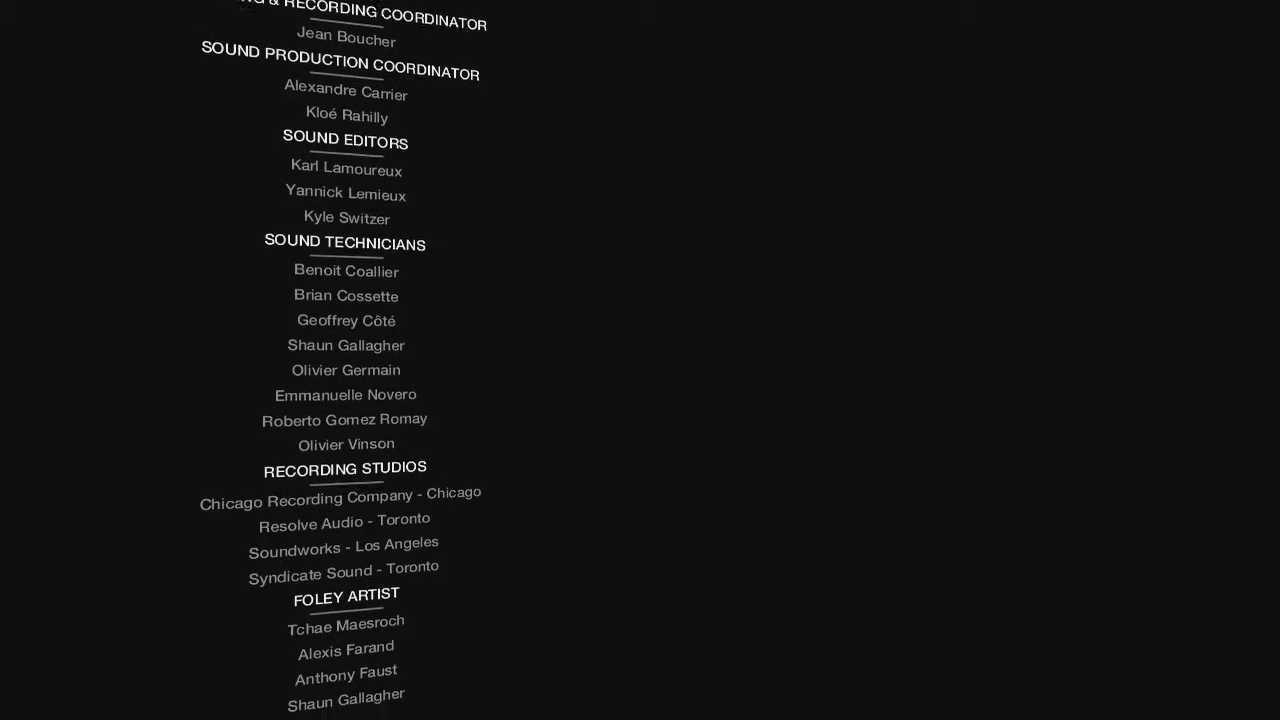 & RECORDING COORDINATOR
Jean Boucher
SOUND PRODUCTION COORDINATOR
Alexandre Carrier
Kloé Rahilly
SOUND EDITORS
Karl Lamoureux
Yannick Lemieux
Kyle Switzer
SOUND TECHNICIANS
Benoit Coallier
Brian Cossette
Geoffrey Côté
Shaun Gallagher
Olivier Germain
Emmanuelle Novero
Roberto Gomez Romay
Olivier Vinson
RECORDING STUDIOS
Chicago Recording Company - Chicago
Resolve Audio - Toronto
Soundworks - Los Angeles
Syndicate Sound - Toronto
FOLEY ARTIST
Tchae Maesroch
Alexis Farand
Anthony Faust
Shaun Gallagher